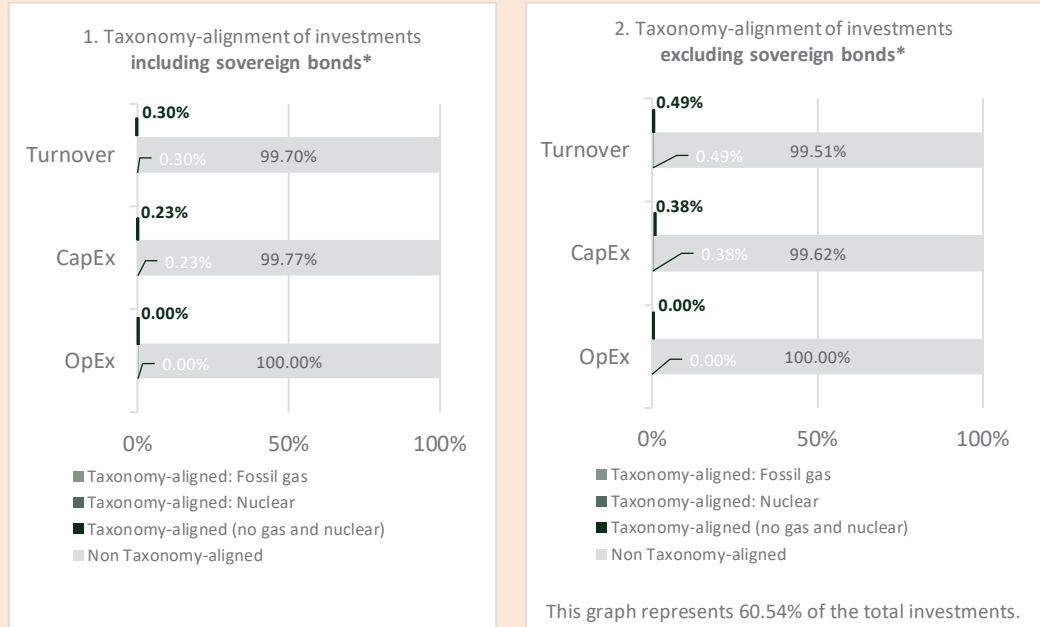 1. Taxonomy-alignment of investments
including sovereign bonds*
0.30%
Turnover
0.30%
99.70%
0.23%
CapEx
0.23%
99.77%
0.00%
OpEx
0.00%
100.00%
0%
50%
100%
Taxonomy-aligned: Fossil gas
Taxonomy-aligned: Nuclear
Taxonomy-aligned (no gas and nuclear)
Non Taxonomy-aligned
2. Taxonomy-alignment of investments
excluding sovereign bonds*
0.49%
Turnover
0.49%
99.51%
0.38%
CapEx
0.38%
99.62%
0.00%
OpEx
0.00%
100.00%
0%
50%
100%
Taxonomy-aligned: Fossil gas
Taxonomy-aligned: Nuclear
Taxonomy-aligned (no gas and nuclear)
Non Taxonomy-aligned
This graph represents 60.54% of the total investments.